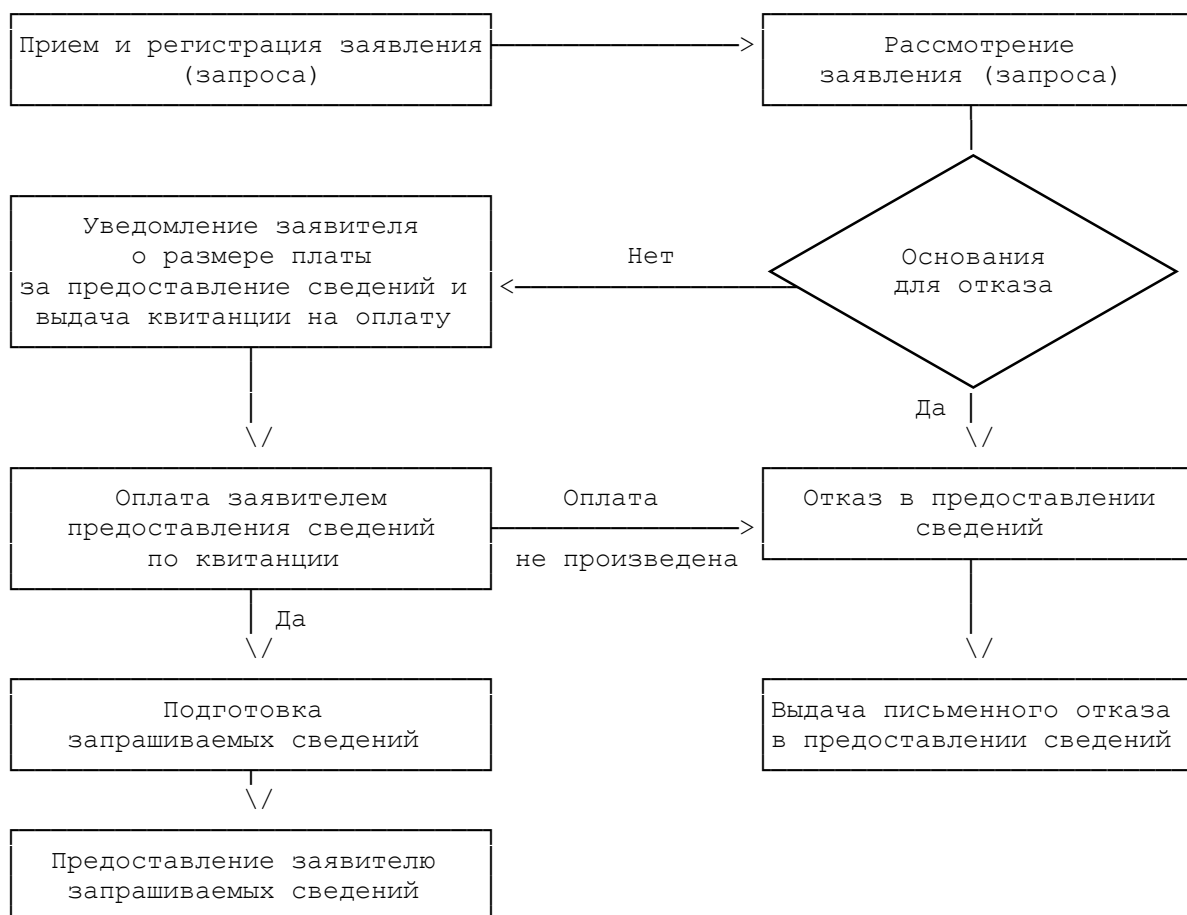 Прием и регистрация заявления
(запроса)
Рассмотрение
заявления (запроса)
Уведомление заявителя
о размере платы
за предоставление сведений и
выдача квитанции на оплату
Нет
Основания
для отказа
Да
Оплата заявителем
предоставления сведений
по квитанции
Оплата
не произведена
Отказ в предоставлении
сведений
Да
Подготовка
запрашиваемых сведений
Выдача письменного отказа
в предоставлении сведений
Предоставление заявителю
запрашиваемых сведений